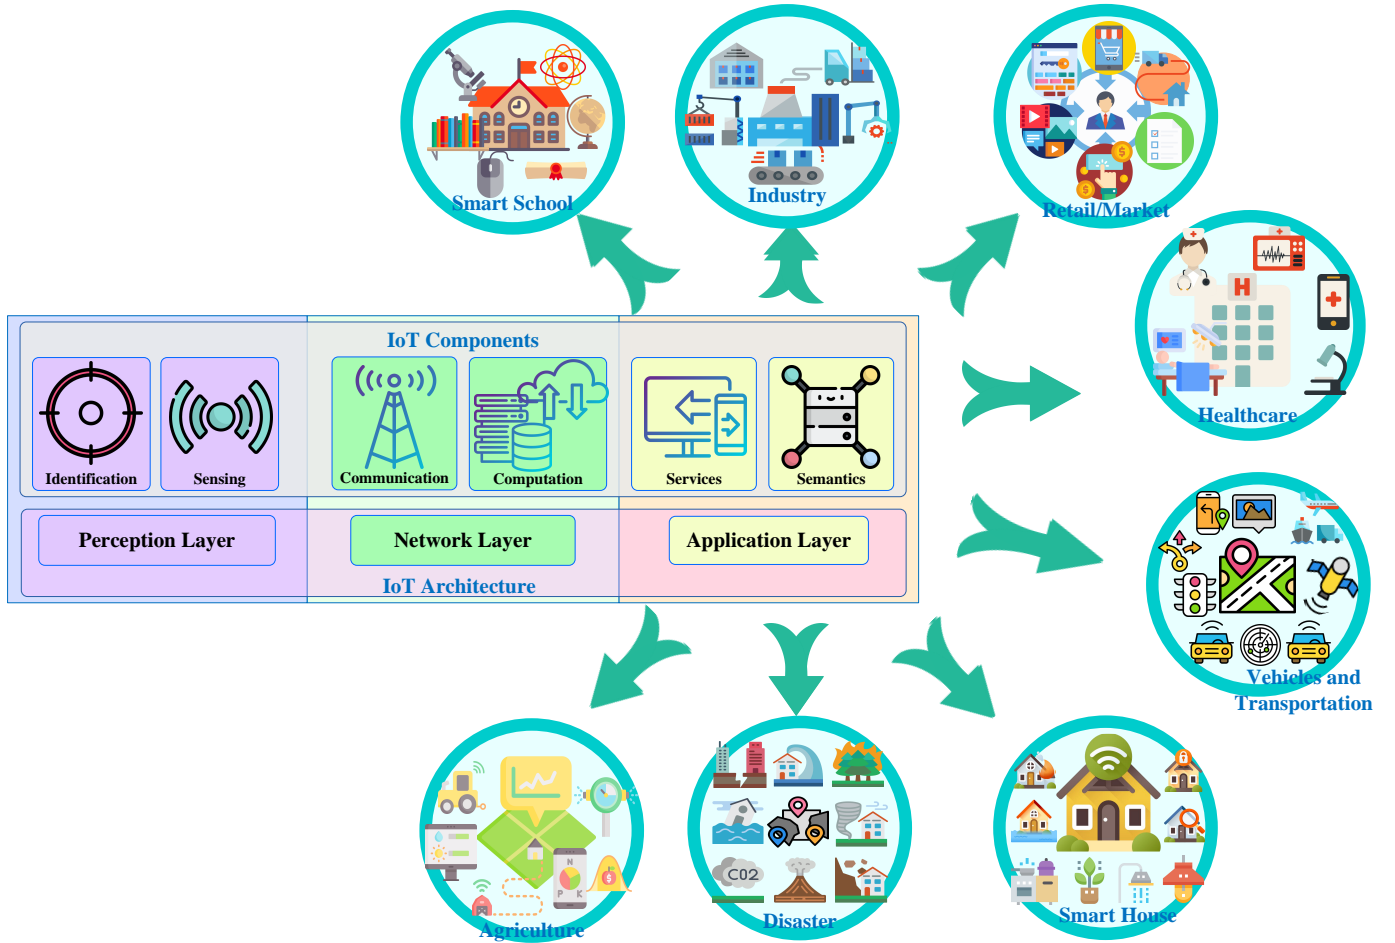 Smart School
Industry
Retail/Market
H
Healthcare
IoT Components
Identification
Sensing
Communication
Computation
Services
Semantics
Perception Layer
Network Layer
Application Layer
IoT Architecture
Vehicles and
Transportation
N
P K
$
Agriculture
CO2
Disaster
Smart House